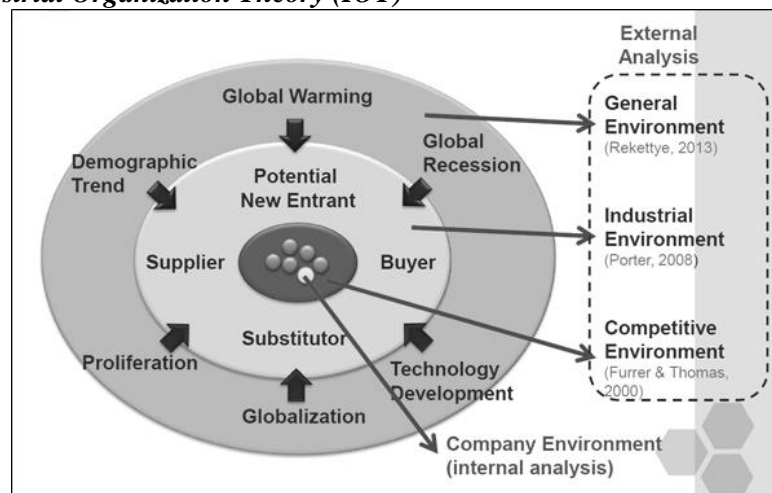 strial Organization Theory (IOT)
External
Analysis
Global Warming
General
Environment
(Rekettye, 2013)
Demographic
Trend
Global
Recession
Potential
New Entrant
Industrial
Environment
(Porter, 2008)
Supplier
Buyer
Substitutor
Competitive
Environment
(Furrer & Thomas,
2000)
Proliferation
Technology
Development
Globalization
Company Environment
(internal analysis)